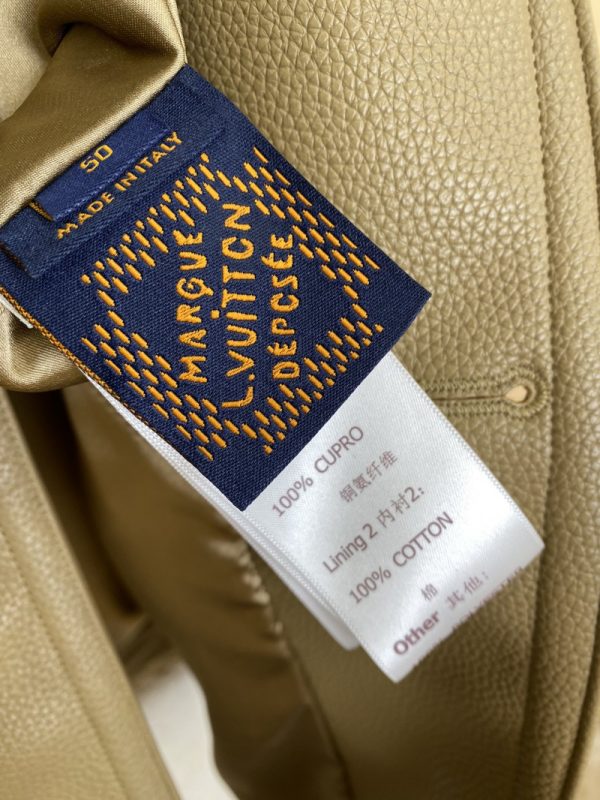 50
MADE IN ITALY
MARQUE
L.VUITTON
DÉPOSÉE
100% CUPRO
铜氨纤维
Lining 2 内衬2:
100% COTTON
棉
Other 其他: